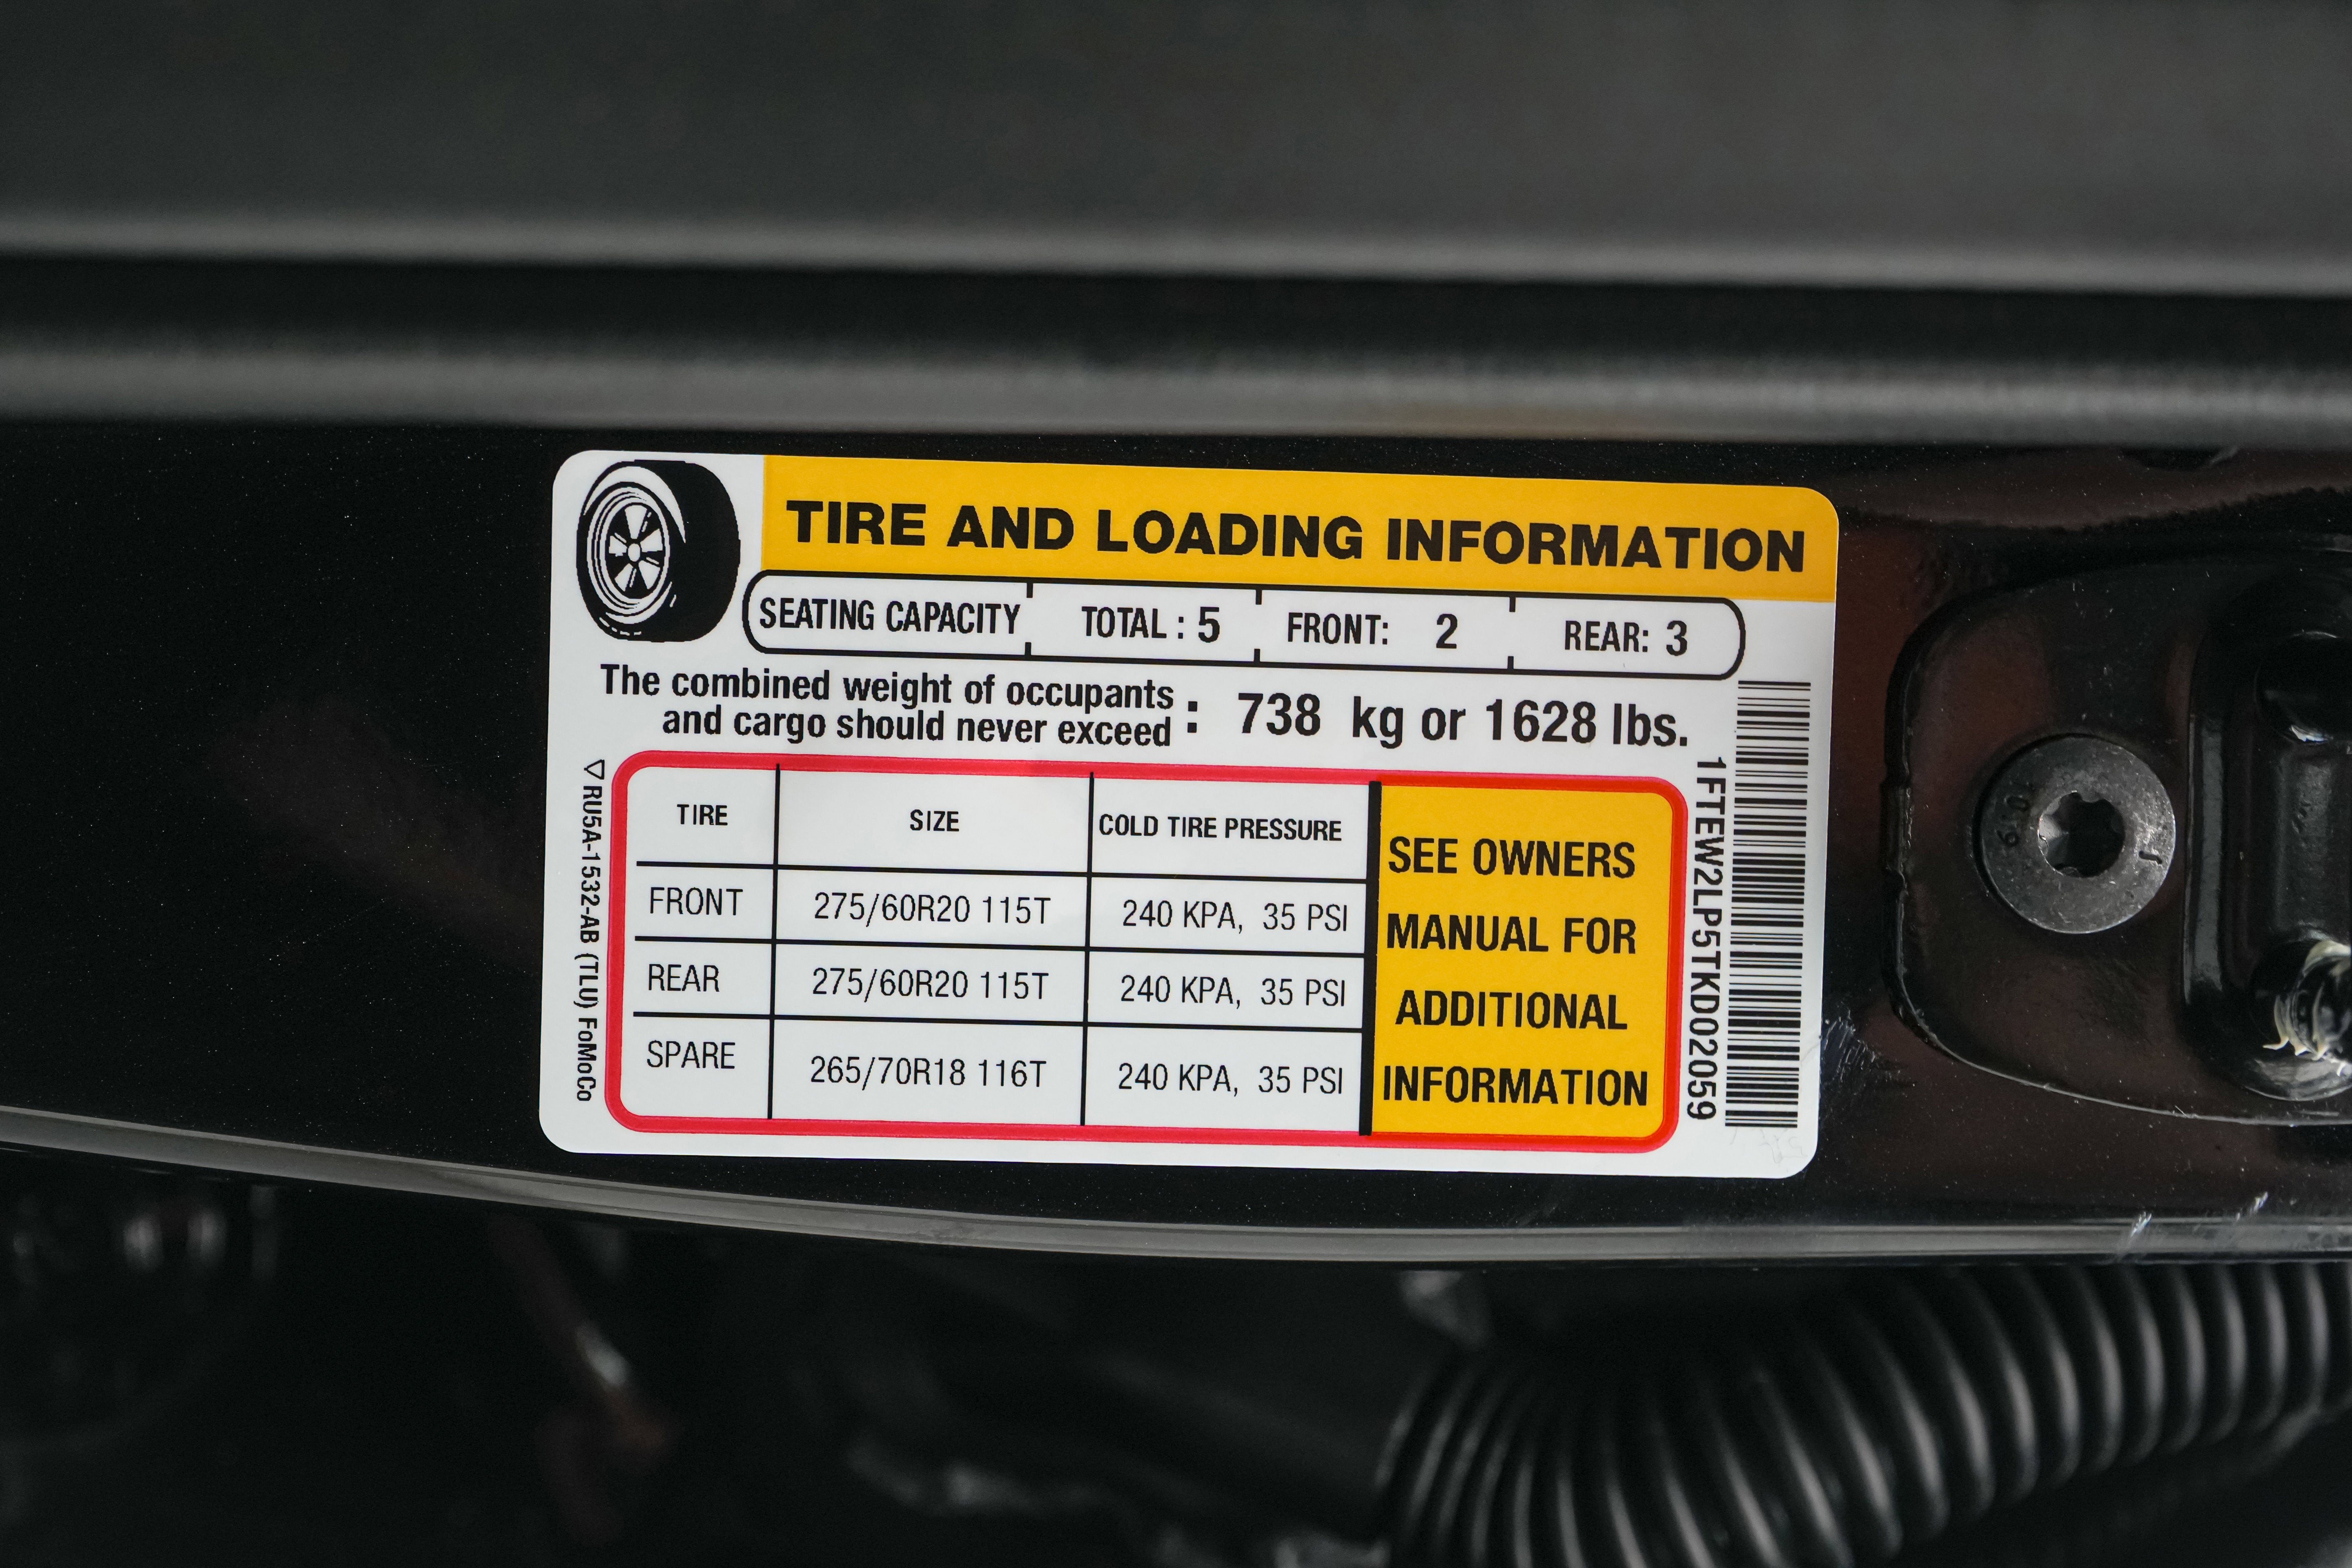 TIRE AND LOADING INFORMATION
SEATING CAPACITY TOTAL : 5 FRONT: 2 REAR: 3
The combined weight of occupants
and cargo should never exceed : 738 kg or 1628 lbs.
TIRE SIZE COLD TIRE PRESSURE
FRONT 275/60R20 115T 240 KPA, 35 PSI
REAR 275/60R20 115T 240 KPA, 35 PSI
SPARE 265/70R18 116T 240 KPA, 35 PSI
SEE OWNERS
MANUAL FOR
ADDITIONAL
INFORMATION
RU5A-1532-AB (TLU) FoMoCo
1FTEW2LP5TKD02059